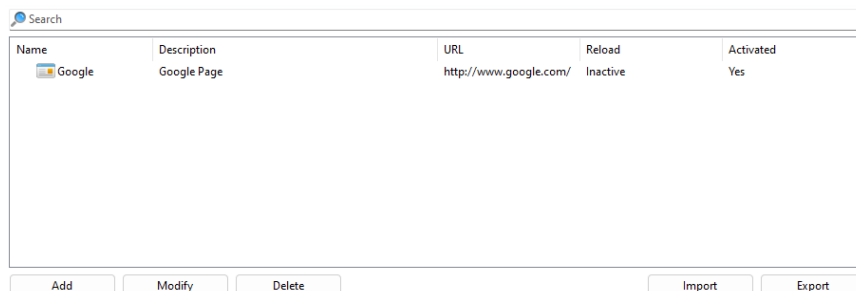 Search
Name Description URL Reload Activated
Google Google Page http://www.google.com/ Inactive Yes
Add Modify Delete Import Export